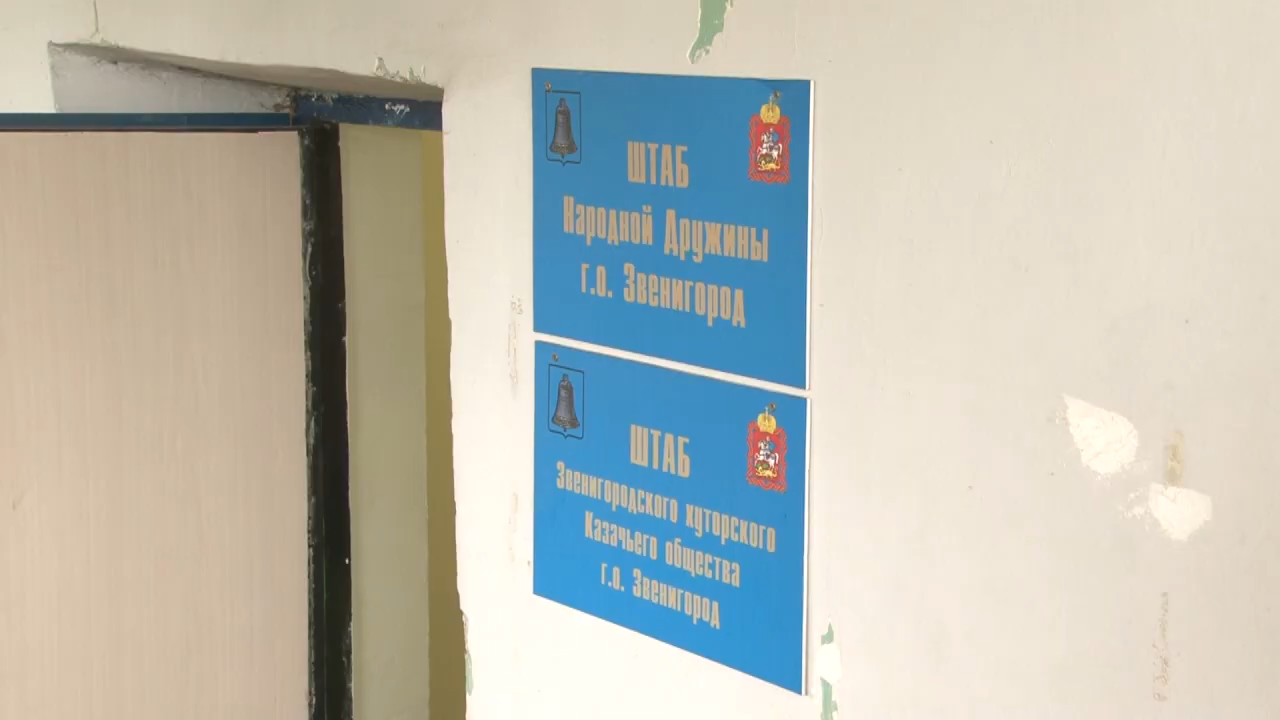 ШТАБ
Народной Дружины
г.о. Звенигород
ШТАБ
Звенигородского хуторского
Казачьего общества
г.о. Звенигород